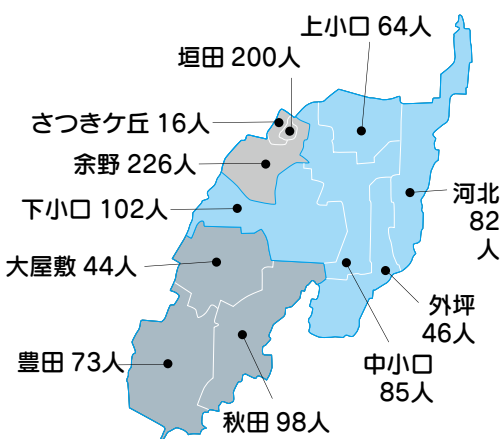 上小口 64人
垣田 200人
さつきケ丘 16人
余野 226人
河北
82
人
下小口 102人
大屋敷 44人
外坪
46人
豊田 73人
中小口
85人
秋田 98人